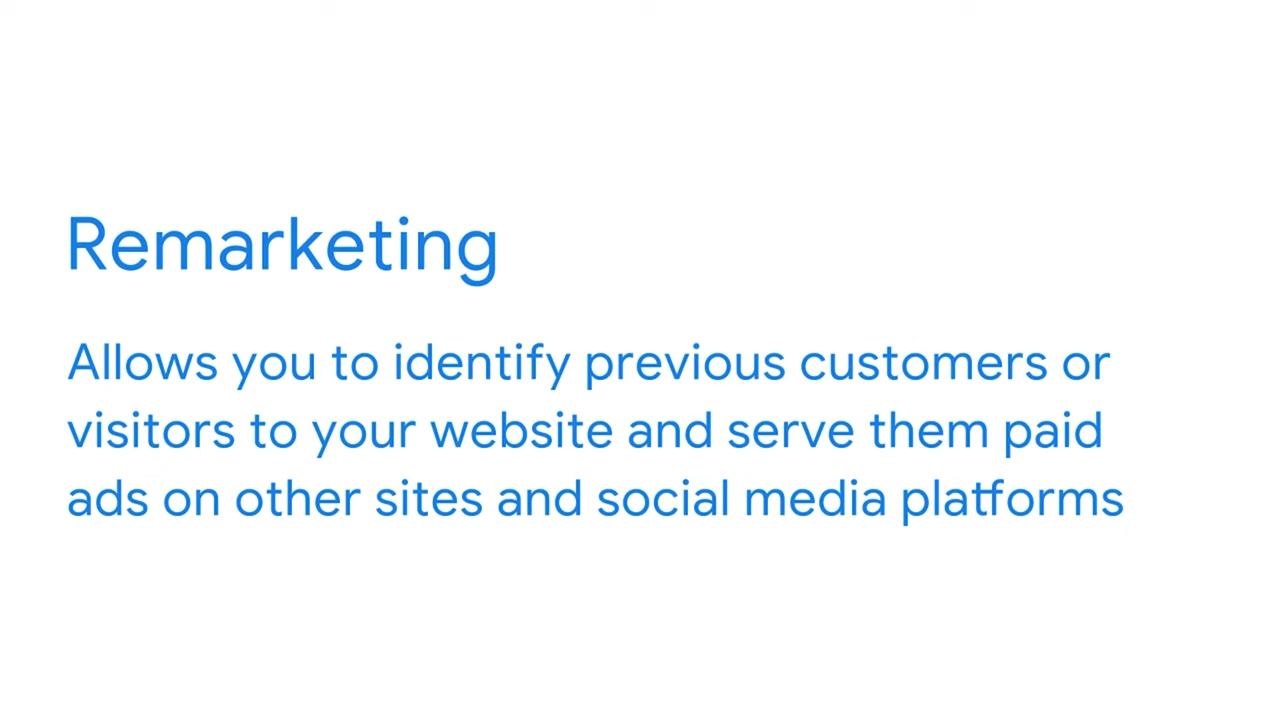 Remarketing
Allows you to identify previous customers or
visitors to your website and serve them paid
ads on other sites and social media platforms